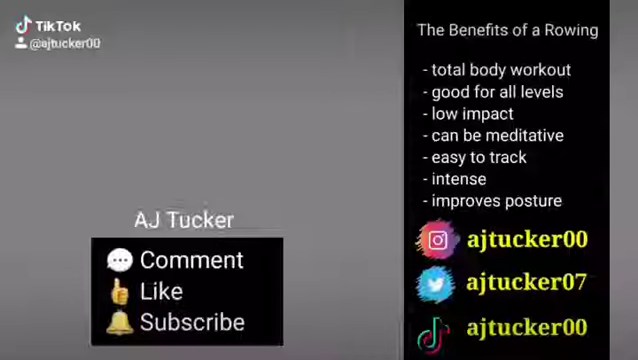 TikTok
@ajtucker00
The Benefits of a Rowing
- total body workout
- good for all levels
- low impact
- can be meditative
- easy to track
- intense
- improves posture
AJ Tucker
Comment
Like
Subscribe
ajtucker00
ajtucker07
ajtucker00